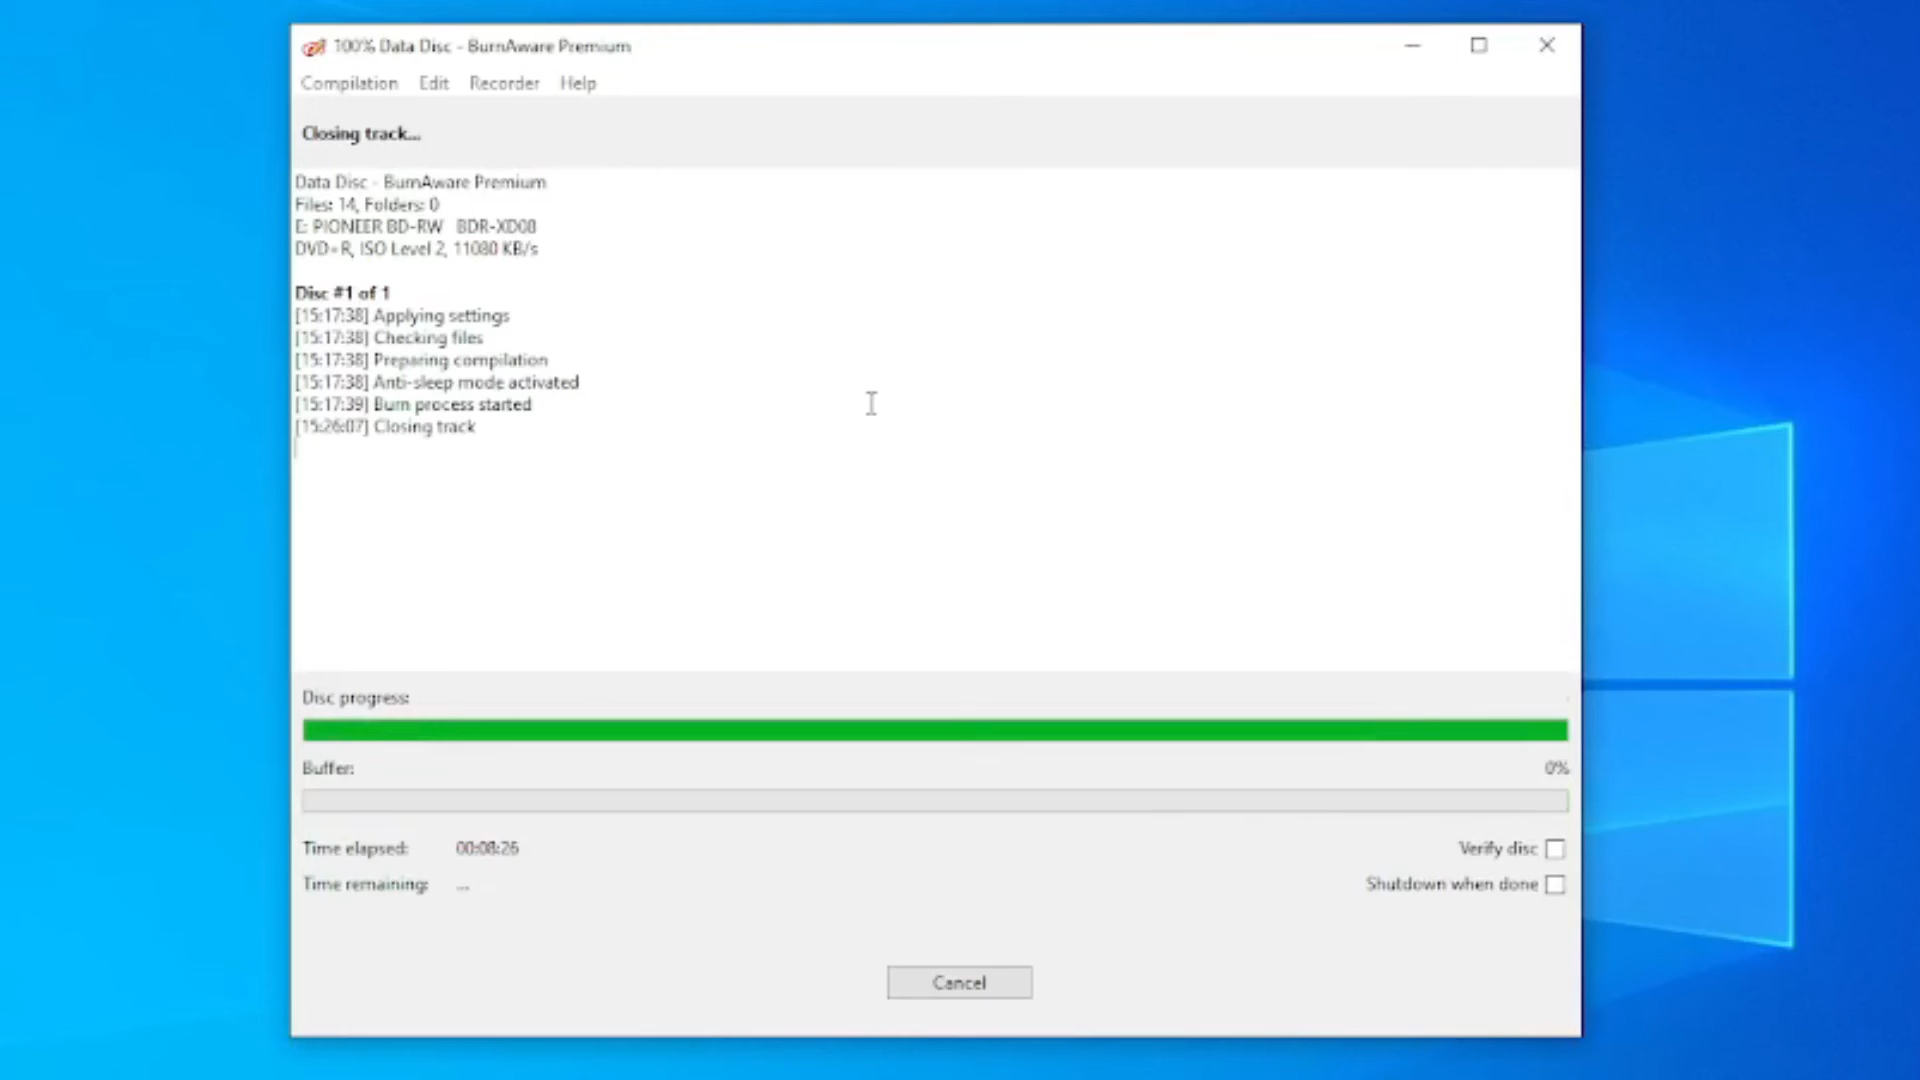 100% Data Disc - BurnAware Premium
Compilation Edit Recorder Help
Closing track...
Data Disc - BurnAware Premium
Files: 14, Folders: 0
E: PIONEER BD-RW BDR-XD08
DVD+R, ISO Level 2, 11080 KB/s
Disc #1 of 1
[15:17:38] Applying settings
[15:17:38] Checking files
[15:17:38] Preparing compilation
[15:17:38] Anti-sleep mode activated
[15:17:39] Burn process started
[15:26:07] Closing track
Disc progress:
Buffer: 0%
Time elapsed: 00:08:26 Verify disc
Time remaining: ... Shutdown when done
Cancel